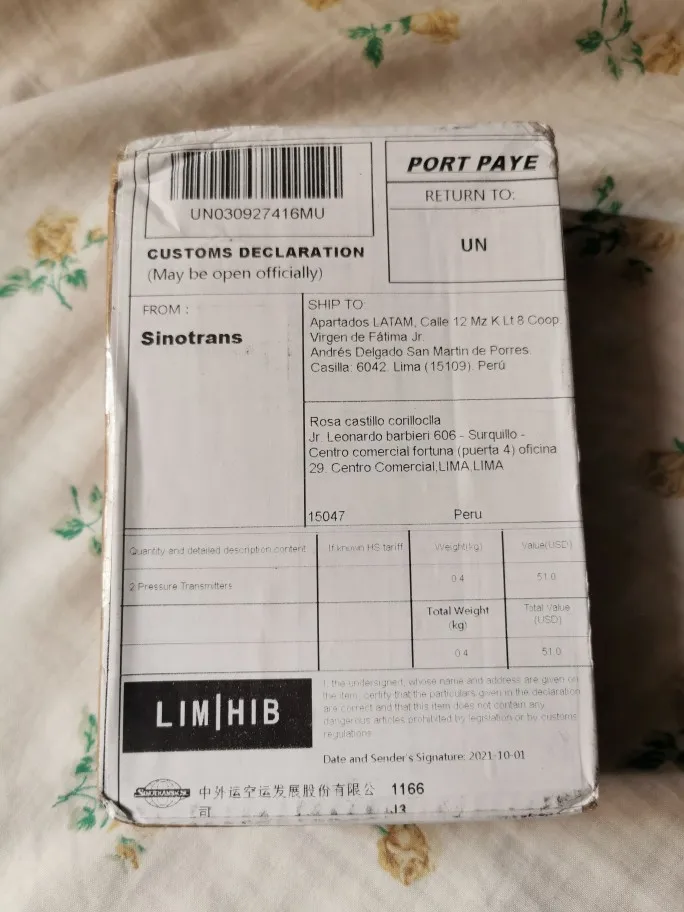 UN030927416MU
CUSTOMS DECLARATION
(May be open officially)
PORT PAYE
RETURN TO:
UN
FROM :
Sinotrans
SHIP TO:
Apartados LATAM, Calle 12 Mz K Lt 8 Coop
Virgen de Fátima Jr.
Andrés Delgado San Martin de Porres
Casilla: 6042. Lima (15109). Perú
Rosa castillo corilloclla
Jr. Leonardo barbieri 606 - Surquillo -
Centro comercial fortuna (puerta 4) oficina
29. Centro Comercial,LIMA,LIMA
15047 Peru
Quantity and detailed description content If known HS tariff Weight(kg) Value(USD)
2 Pressure Transmitters 0.4 51.0
Total Weight
(kg)
Total Value
(USD)
0.4 51.0
LIM|HIB
I, the undersigned, whose name and address are given on
the item, certify that the particulars given in the declaration
are correct and that this item does not contain any
dangerous articles prohibited by legislation or by customs
regulations
Date and Sender's Signature: 2021-10-01
中外运空运发展股份有限公 1166
司